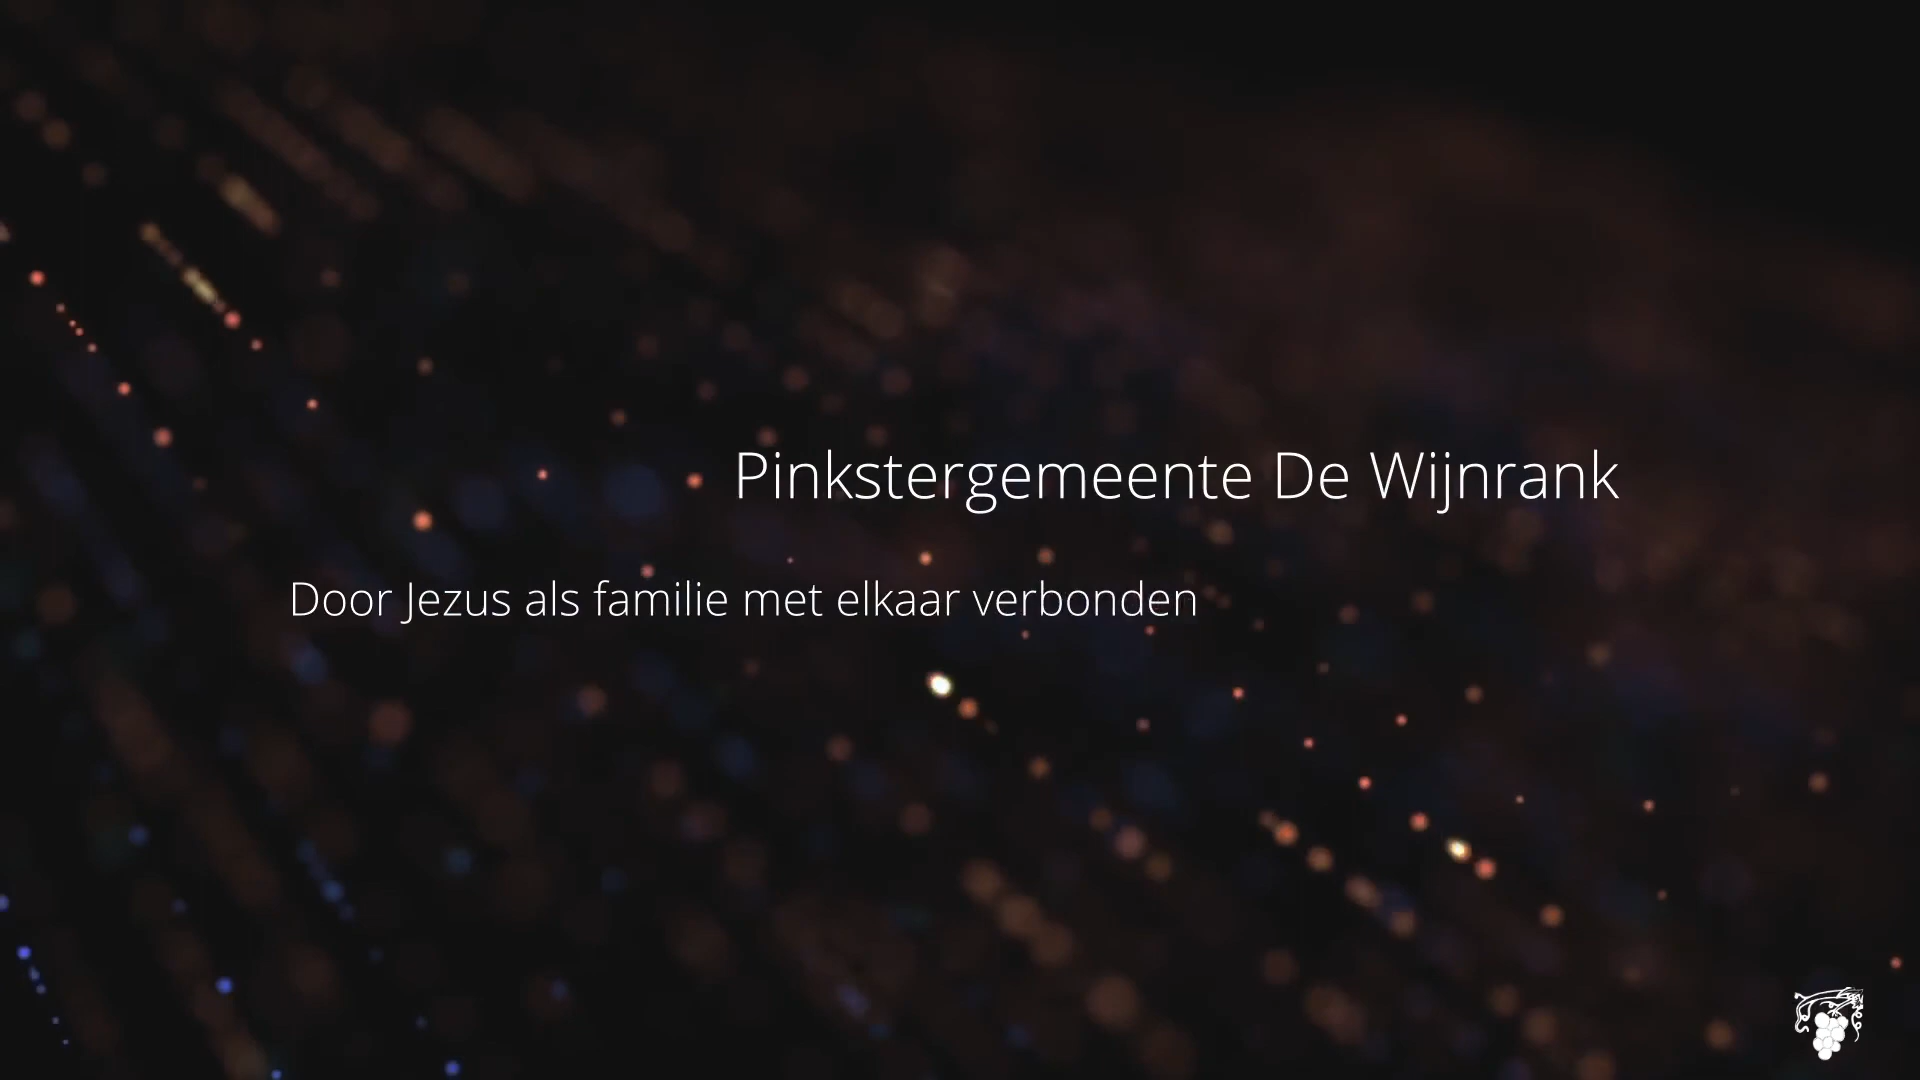 Pinkstergemeente De Wijnrank
Door Jezus als familie met elkaar verbonden